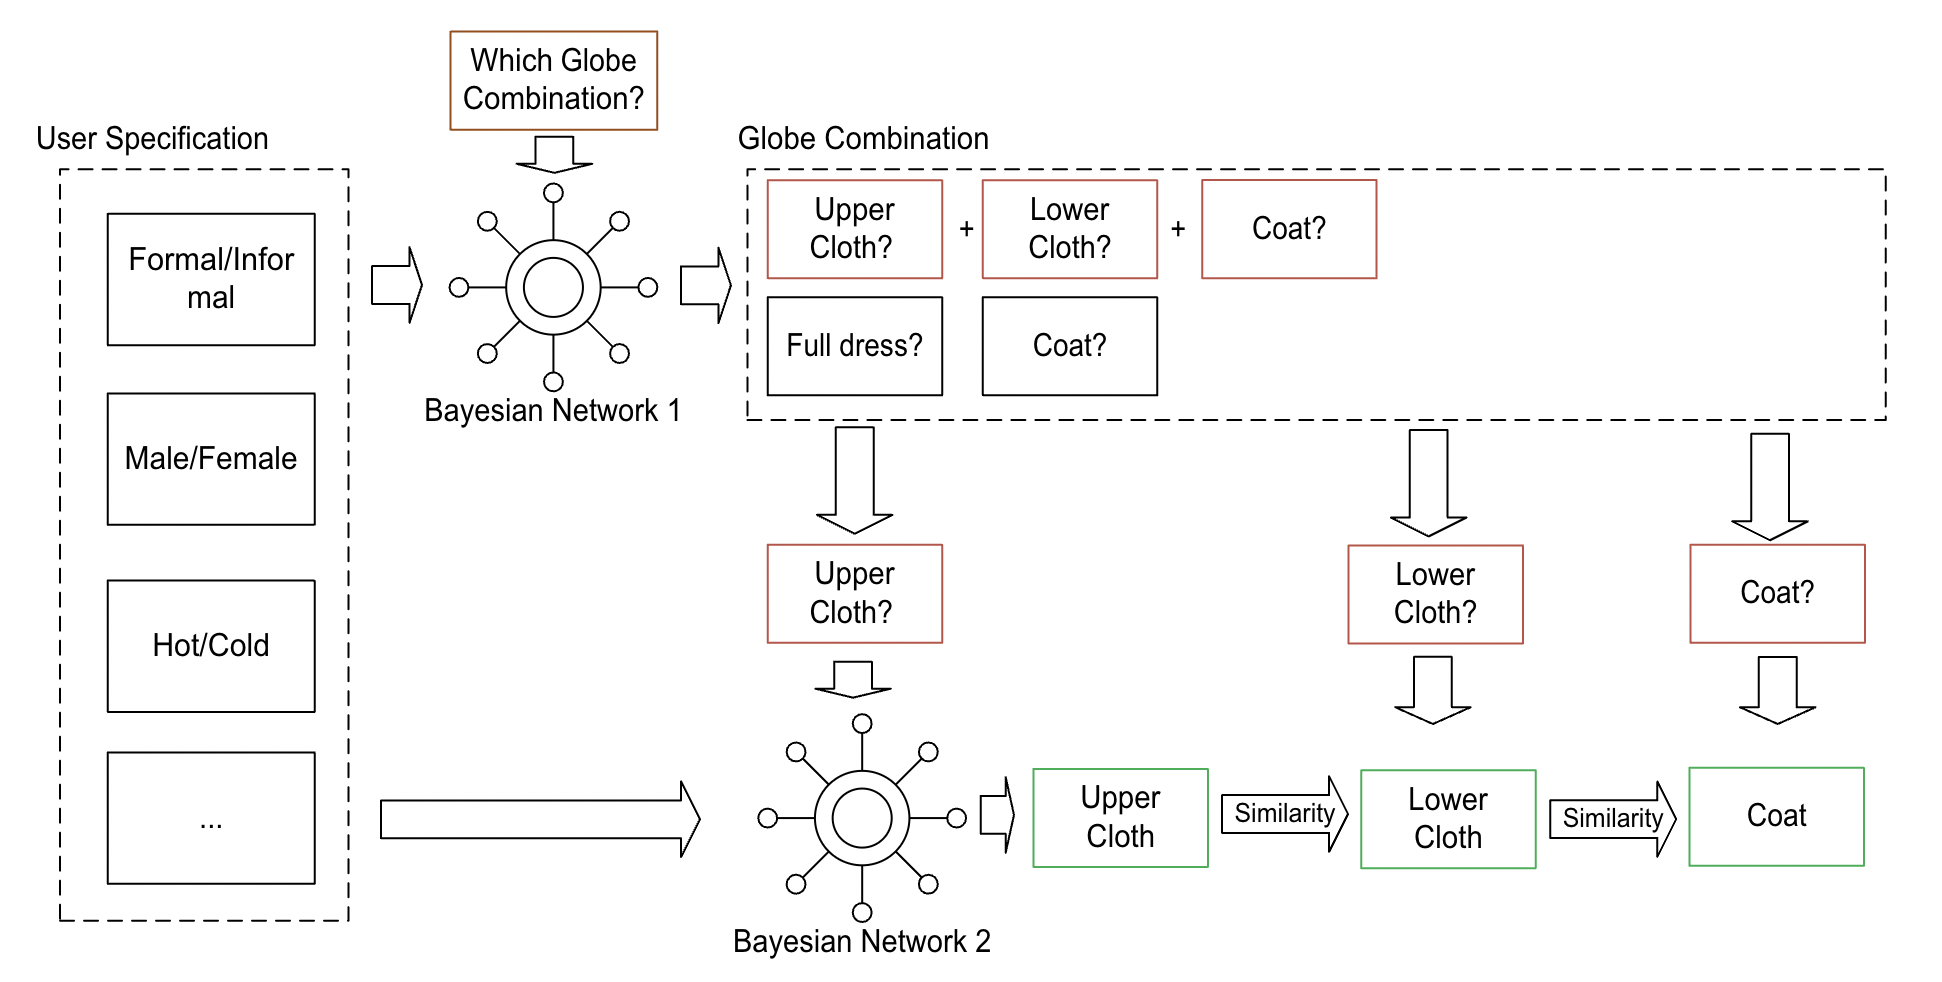 Which Globe
Combination?
User Specification
Globe Combination
Formal/Infor
mal
Male/Female
Hot/Cold
...
Bayesian Network 1
Upper
Cloth?
+
Lower
Cloth?
+
Coat?
Full dress?
Coat?
Upper
Cloth?
Lower
Cloth?
Coat?
Bayesian Network 2
Upper
Cloth
Similarity
Lower
Cloth
Similarity
Coat